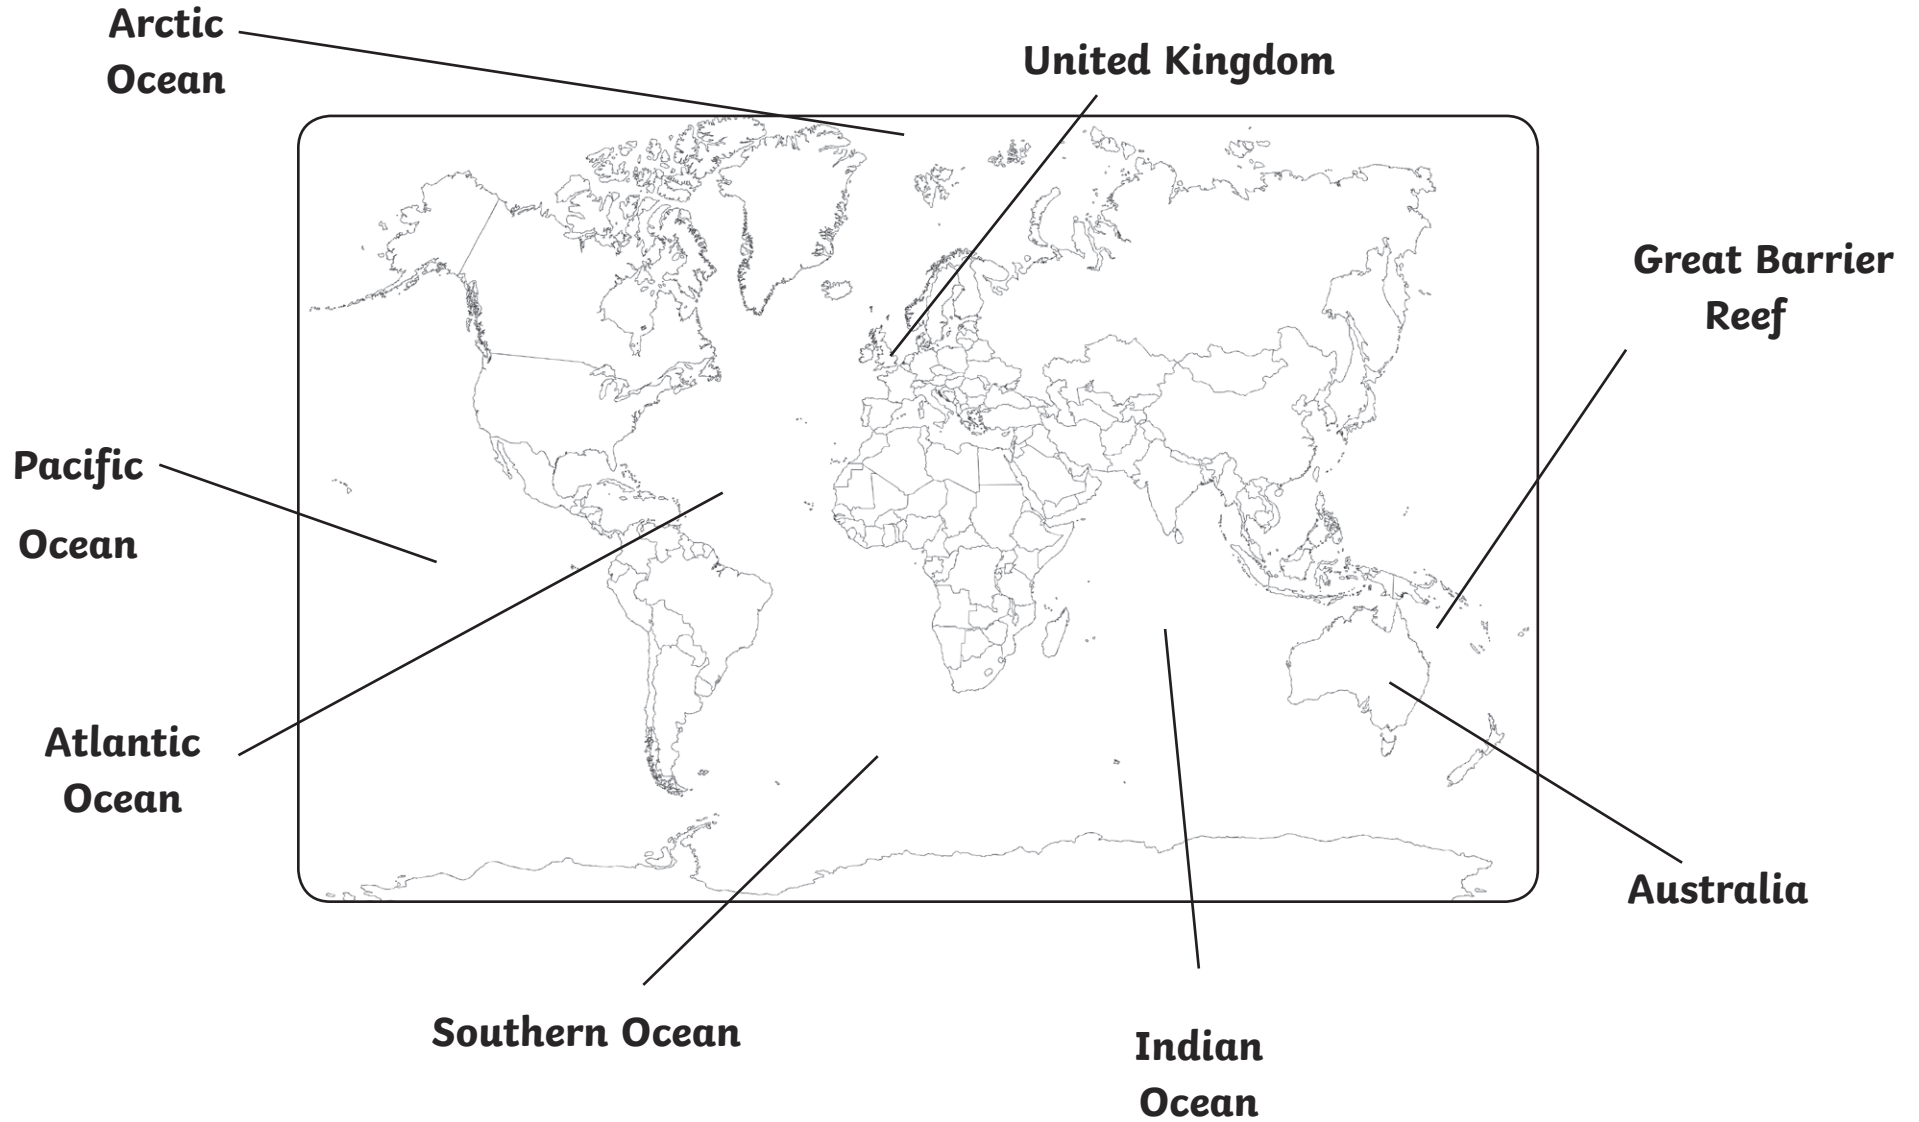 Arctic
Ocean
United Kingdom
Great Barrier
Reef
Pacific
Ocean
Atlantic
Ocean
Australia
Southern Ocean
Indian
Ocean